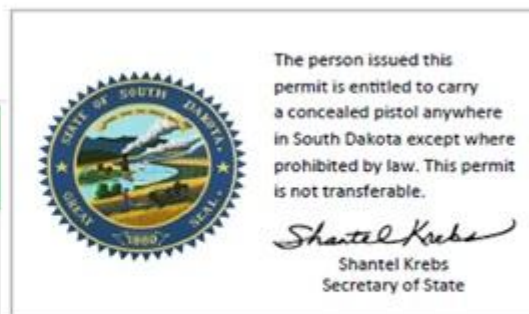 The person issued this
permit is entitled to carry
a concealed pistol anywhere
in South Dakota except where
prohibited by law. This permit
is not transferable.
Shantel Krebs
Shantel Krebs
Secretary of State
STATE OF SOUTH DAKOTA
GREAT SEAL
1889